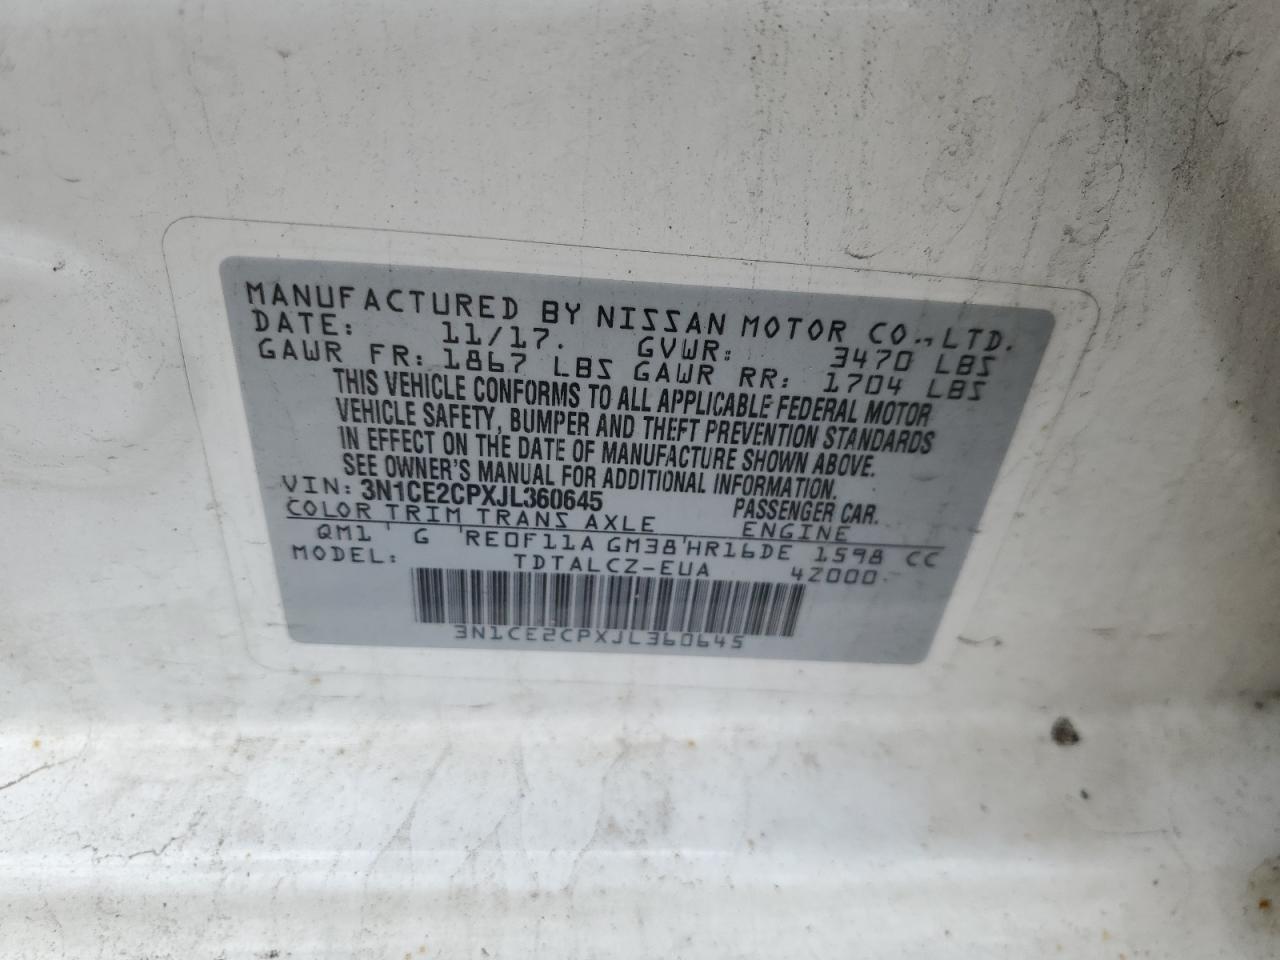 MANUFACTURED BY NISSAN MOTOR CO.,LTD.
DATE: 11/17. GVWR: 3470 LBS
GAWR FR: 1867 LBS GAWR RR: 1704 LBS
THIS VEHICLE CONFORMS TO ALL APPLICABLE FEDERAL MOTOR
VEHICLE SAFETY, BUMPER AND THEFT PREVENTION STANDARDS
IN EFFECT ON THE DATE OF MANUFACTURE SHOWN ABOVE.
SEE OWNER'S MANUAL FOR ADDITIONAL INFORMATION.
VIN: 3N1CE2CPXJL360645 PASSENGER CAR.
COLOR TRIM TRANS AXLE ENGINE
QM1 G RE0F11A GM38 HR16DE 1598 CC
MODEL: TDTALCZ-EUA 4Z000
3N1CE2CPXJL360645